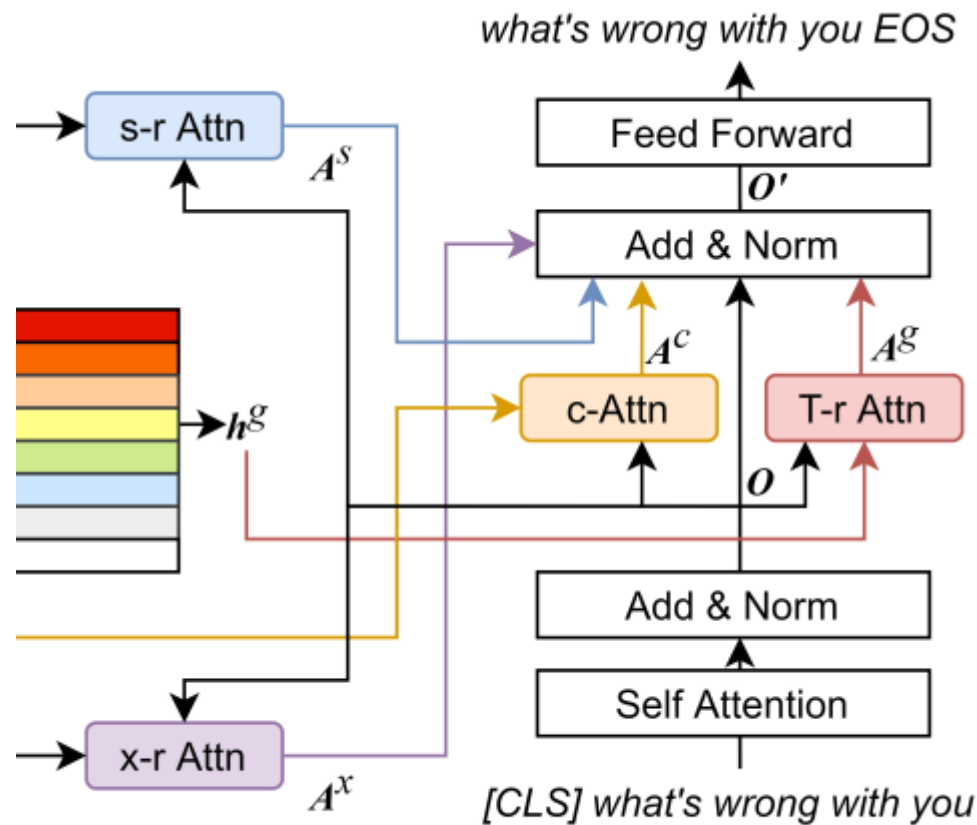 what's wrong with you EOS
s-r Attn
Feed Forward
A^s
O'
Add & Norm
A^c
A^g
c-Attn
T-r Attn
h^g
O
Add & Norm
Self Attention
x-r Attn
A^x
[CLS] what's wrong with you